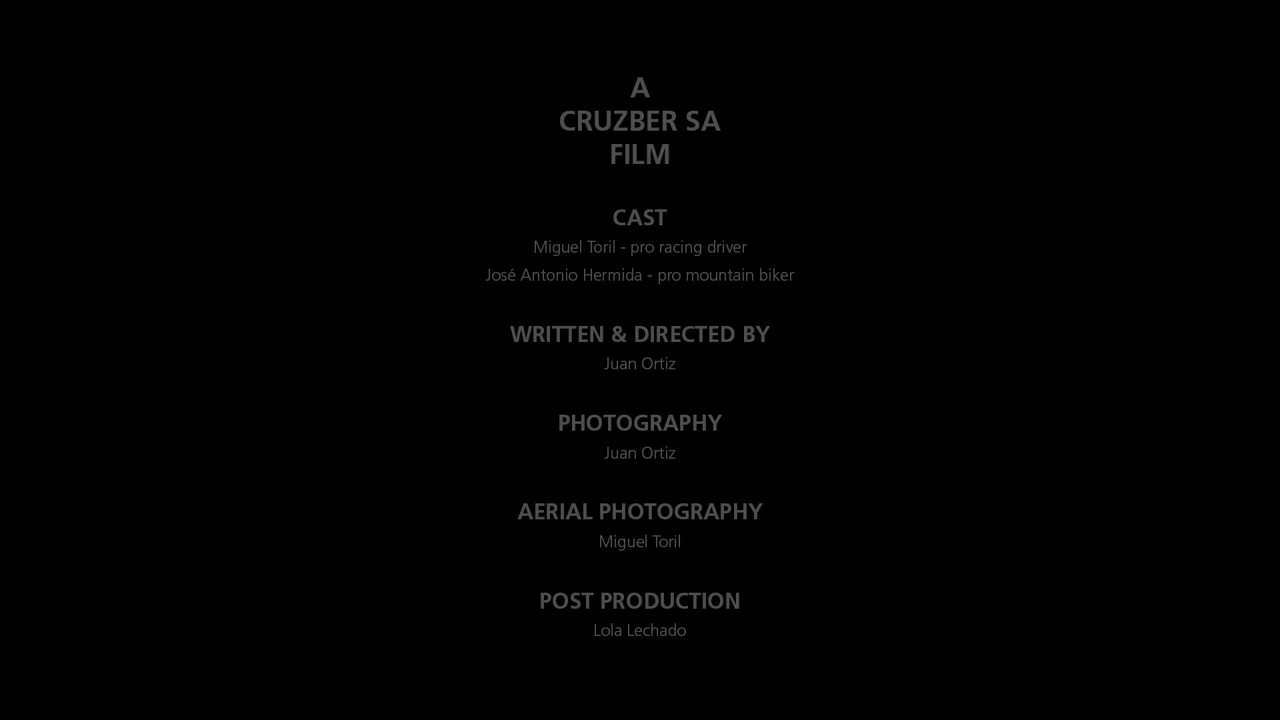 A
CRUZBER SA
FILM
CAST
Miguel Toril - pro racing driver
José Antonio Hermida - pro mountain biker
WRITTEN & DIRECTED BY
Juan Ortiz
PHOTOGRAPHY
Juan Ortiz
AERIAL PHOTOGRAPHY
Miguel Toril
POST PRODUCTION
Lola Lechado